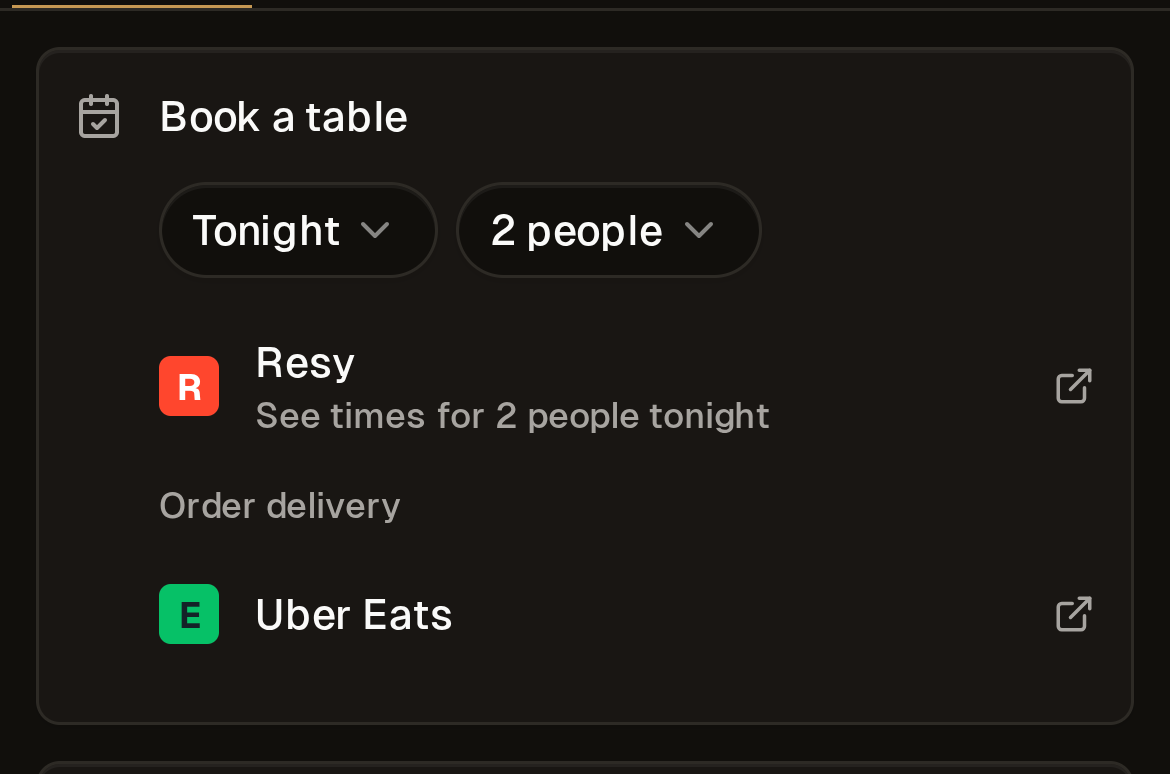 Book a table
Tonight
2 people
R
Resy
See times for 2 people tonight
Order delivery
E
Uber Eats